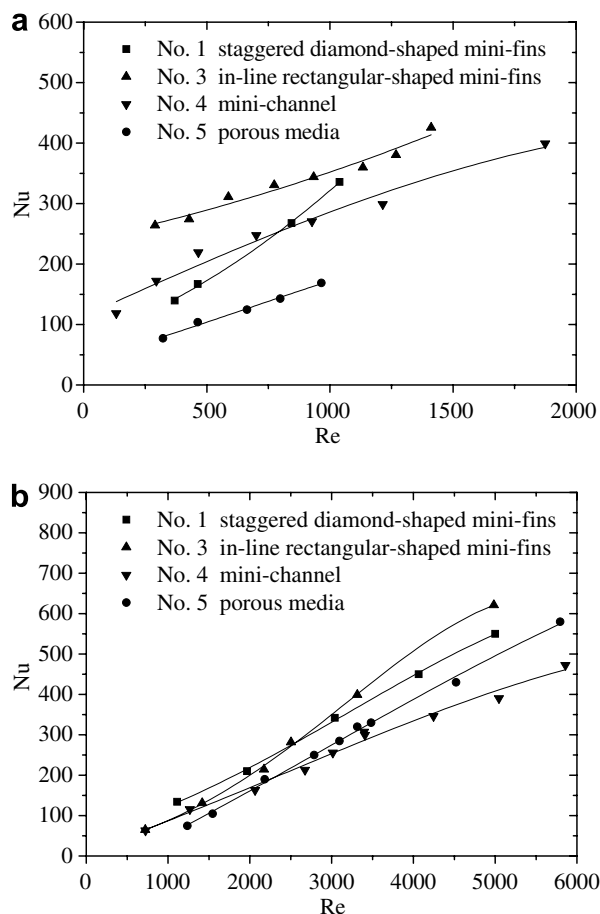 a
600
500
400
300
200
100
0
Nu
No. 1 staggered diamond-shaped mini-fins
No. 3 in-line rectangular-shaped mini-fins
No. 4 mini-channel
No. 5 porous media
0 500 1000 1500 2000
Re
b
900
800
700
600
500
400
300
200
100
0
Nu
No. 1 staggered diamond-shaped mini-fins
No. 3 in-line rectangular-shaped mini-fins
No. 4 mini-channel
No. 5 porous media
0 1000 2000 3000 4000 5000 6000
Re